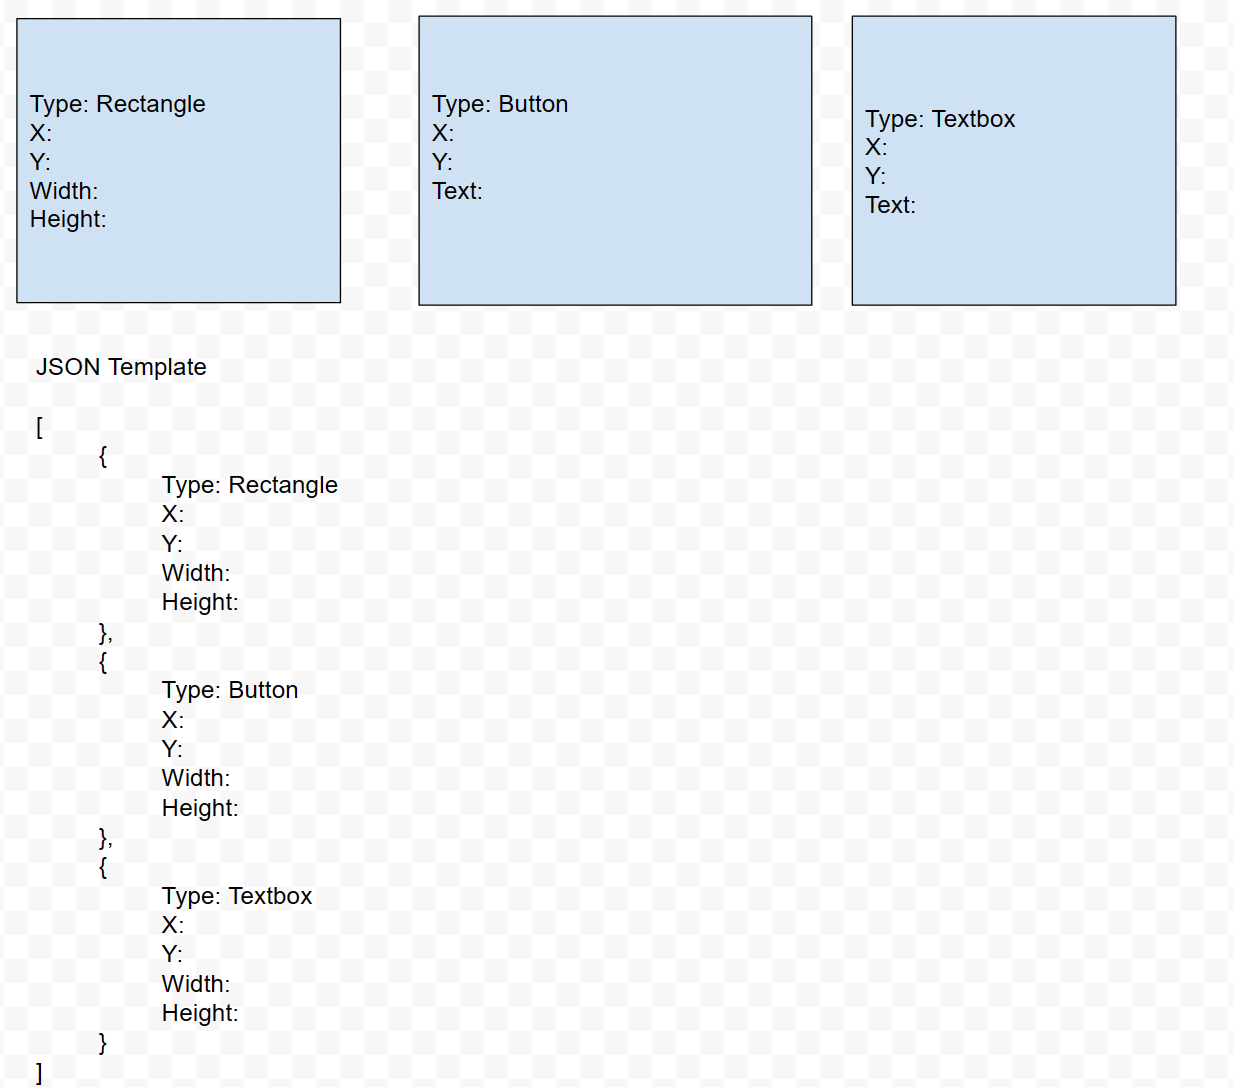 Type: Rectangle
X:
Y:
Width:
Height:
Type: Button
X:
Y:
Text:
Type: Textbox
X:
Y:
Text:
JSON Template
[
{
Type: Rectangle
X:
Y:
Width:
Height:
},
{
Type: Button
X:
Y:
Width:
Height:
},
{
Type: Textbox
X:
Y:
Width:
Height:
}
]